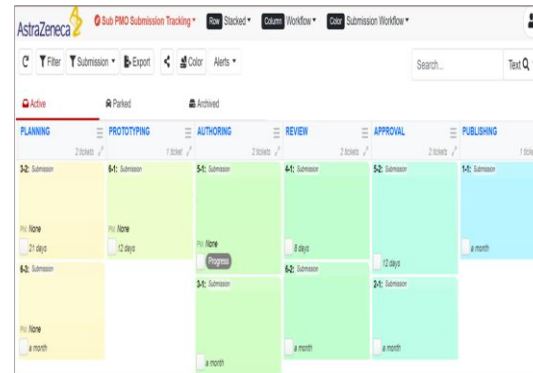 AstraZeneca
Sub PMO Submission Tracking Row Stacked Column Workflow Color Submission Workflow
Filter Submission Export Color Alerts Search... Text
Active Parked Archived
PLANNING PROTOTYPING AUTHORING REVIEW APPROVAL PUBLISHING
2 tickets 1 ticket 2 tickets 2 tickets 2 tickets 1 ticke
3-2: Submission 6-1: Submission 5-1: Submission 4-1: Submission 5-2: Submission 1-1: Submission
PM: None PM: None
21 days 12 days PM: None 8 days a month
Progress 12 days
6-3: Submission 6-2: Submission
3-1: Submission 2-1: Submission
PM: None
a month a month a month
a month